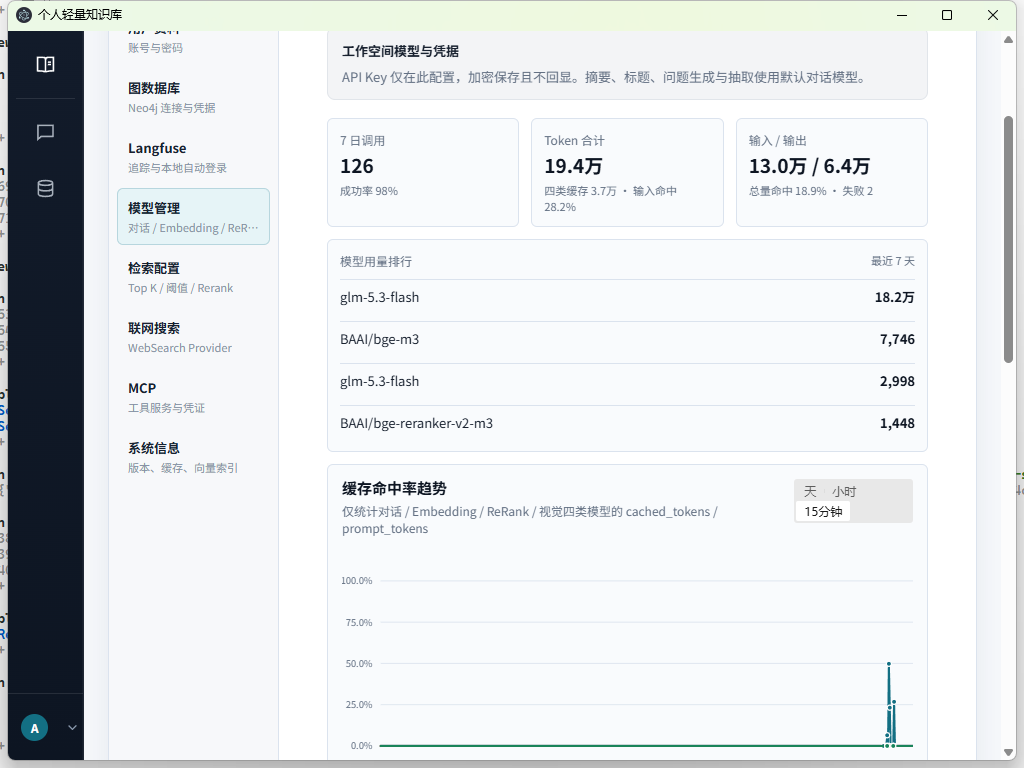 个人轻量知识库
账号与密码
图数据库
Neo4j 连接与凭据
Langfuse
追踪与本地自动登录
模型管理
对话 / Embedding / ReR···
检索配置
Top K / 阈值 / Rerank
联网搜索
WebSearch Provider
MCP
工具服务与凭证
系统信息
版本、缓存、向量索引
A
工作空间模型与凭据
API Key 仅在此配置，加密保存且不回显。摘要、标题、问题生成与抽取使用默认对话模型。
7 日调用
126
成功率 98%
Token 合计
19.4万
四类缓存 3.7万 · 输入命中
28.2%
输入 / 输出
13.0万 / 6.4万
总量命中 18.9% · 失败 2
模型用量排行
最近 7 天
glm-5.3-flash
18.2万
BAAI/bge-m3
7,746
glm-5.3-flash
2,998
BAAI/bge-reranker-v2-m3
1,448
缓存命中率趋势
仅统计对话 / Embedding / ReRank / 视觉四类模型的 cached_tokens /
prompt_tokens
天 小时
15分钟
100.0%
75.0%
50.0%
25.0%
0.0%